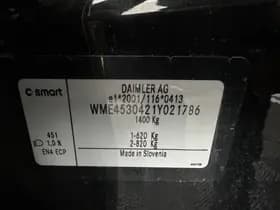 smart
DAIMLER AG
e1*2001/116*0413
WME4530421Y021786
1400 Kg
1-620 Kg
2-820 Kg
Made in Slovenia
451
1,0 %
EN4 ECP